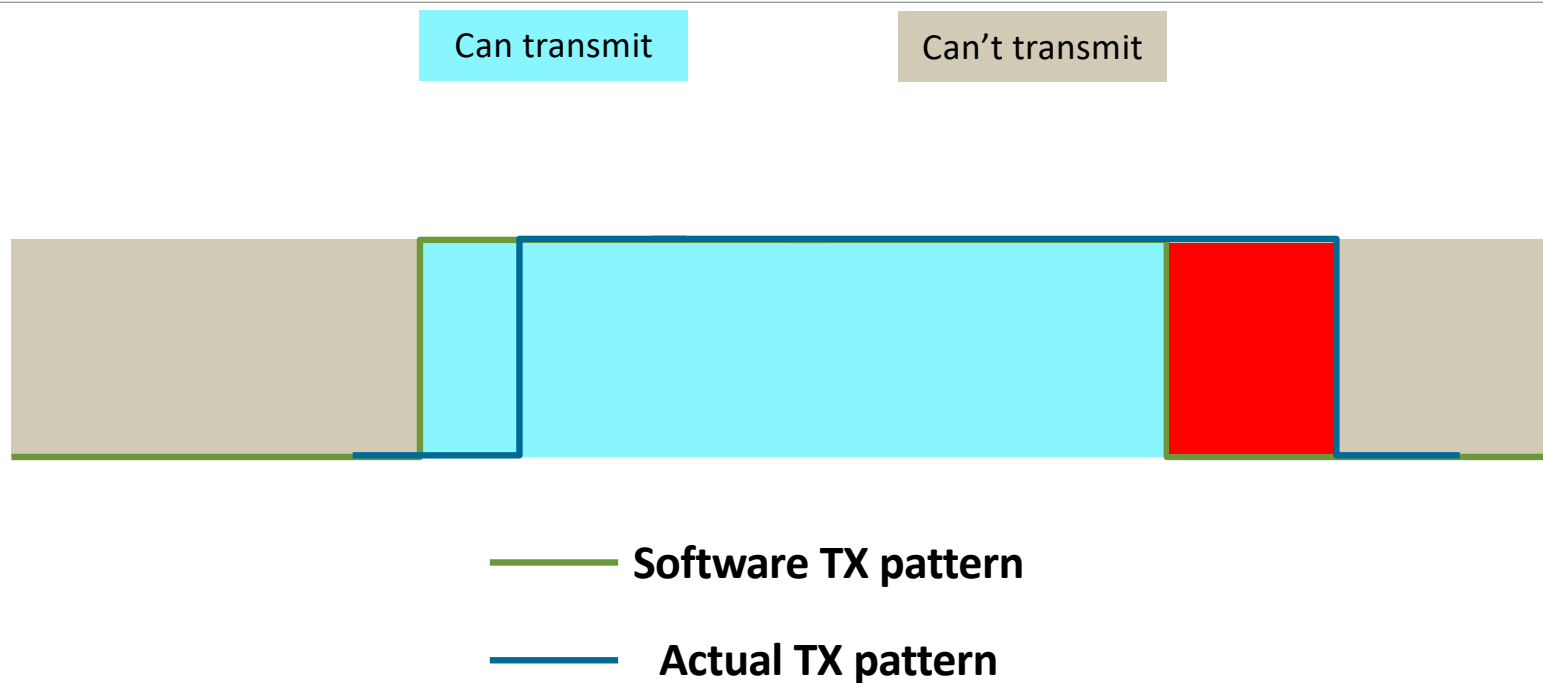 Can transmit
Can’t transmit
Software TX pattern
Actual TX pattern